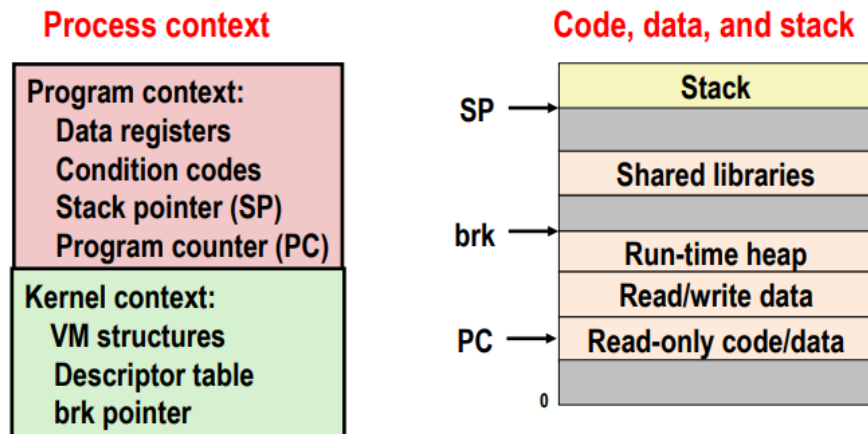 Process context
Program context:
Data registers
Condition codes
Stack pointer (SP)
Program counter (PC)
Kernel context:
VM structures
Descriptor table
brk pointer
Code, data, and stack
Stack
SP
Shared libraries
brk
Run-time heap
Read/write data
PC
Read-only code/data
0